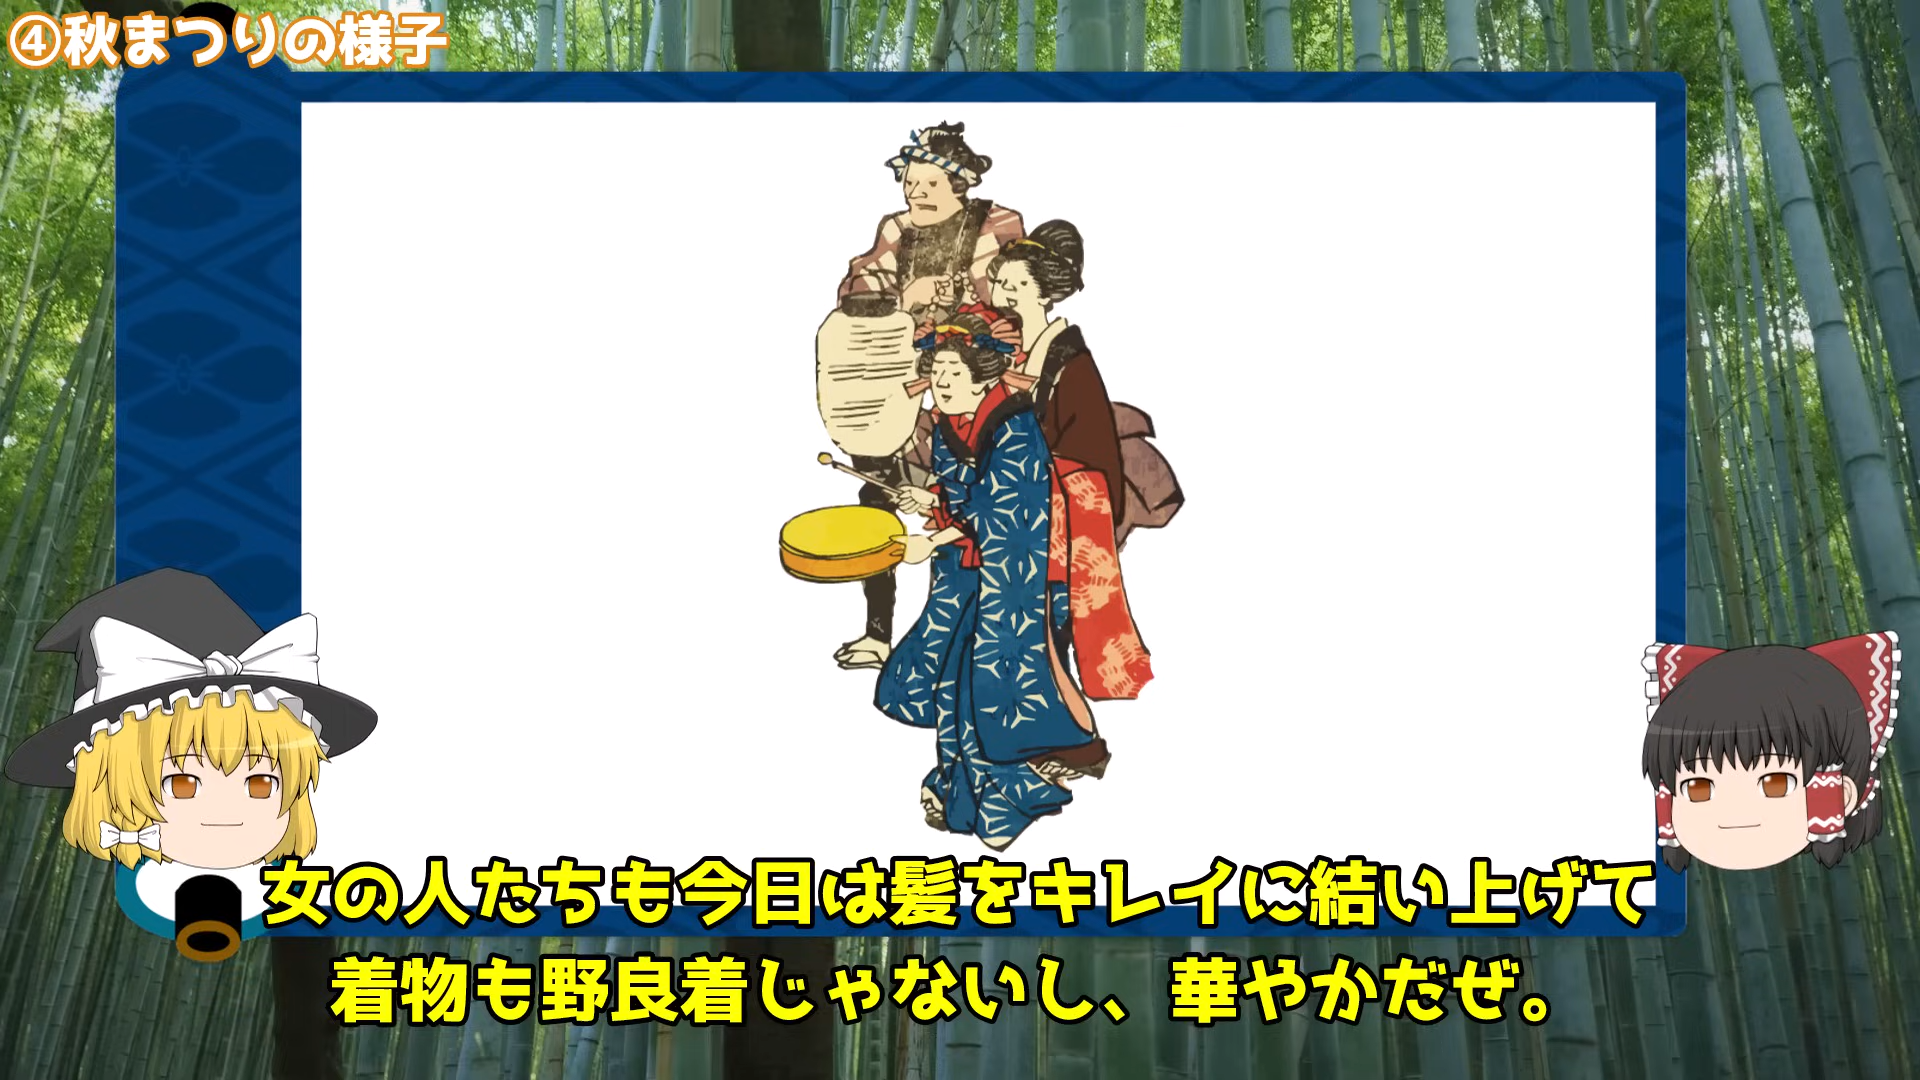 ④秋まつりの様子
女の人たちも今日は髪をキレイに結い上げて
着物も野良着じゃないし、華やかだぜ。